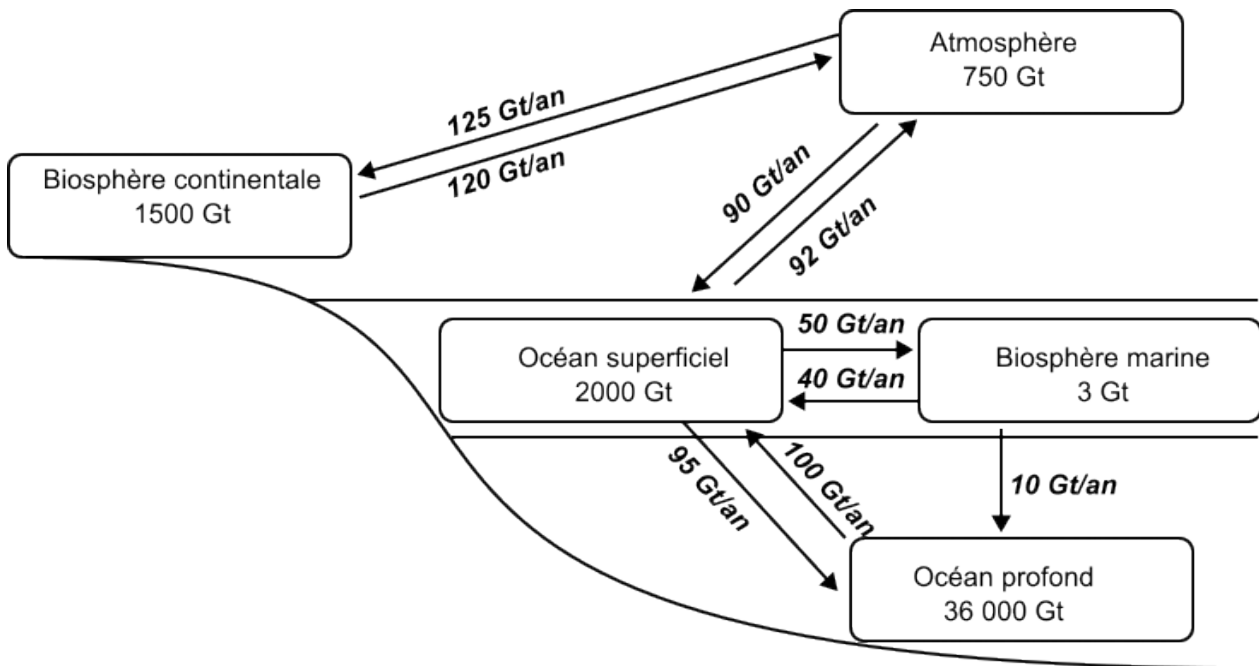 Atmosphère
750 Gt
125 Gt/an
120 Gt/an
Biosphère continentale
1500 Gt
90 Gt/an
92 Gt/an
Océan superficiel
2000 Gt
50 Gt/an
40 Gt/an
Biosphère marine
3 Gt
95 Gt/an
100 Gt/an
10 Gt/an
Océan profond
36 000 Gt